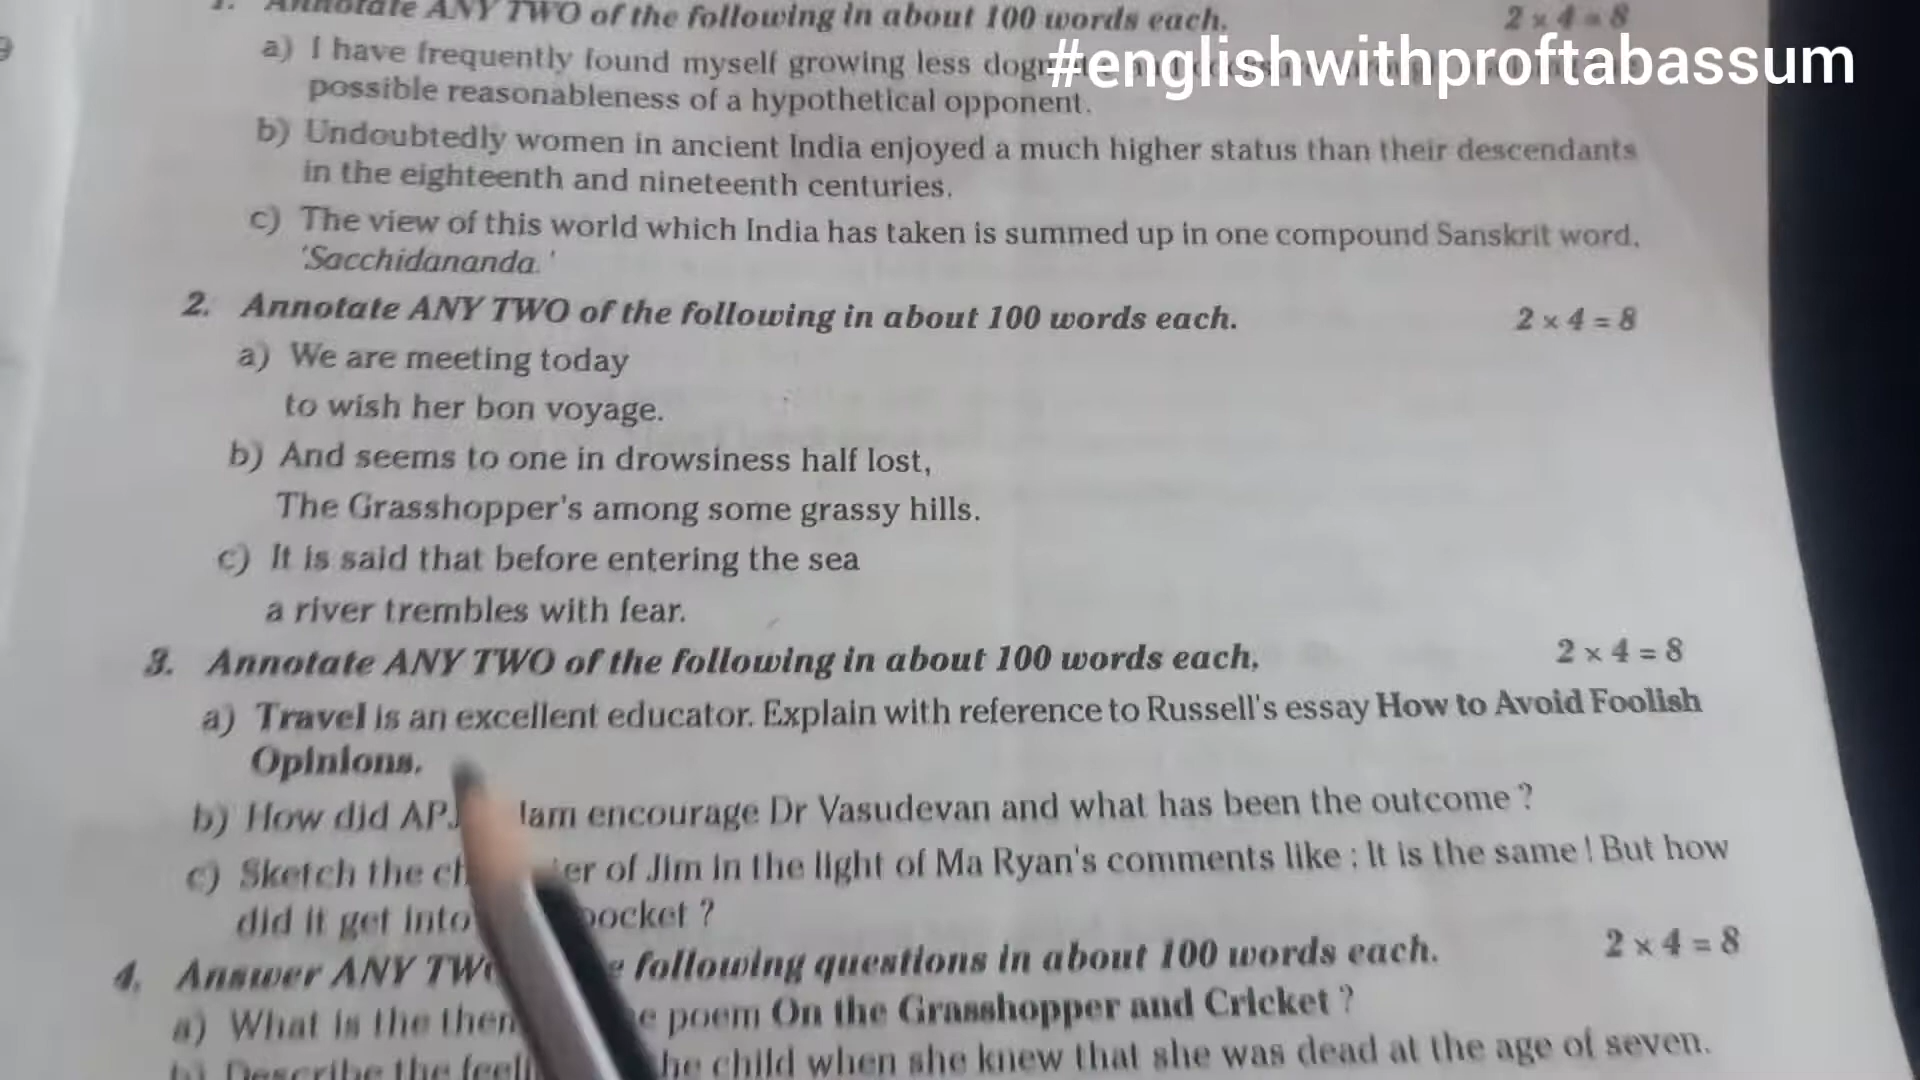 1. Annotate ANY TWO of the following in about 100 words each. 2 × 4 = 8
#englishwithproftabassum
a) I have frequently found myself growing less
possible reasonableness of a hypothetical opponent.
b) Undoubtedly women in ancient India enjoyed a much higher status than their descendants
in the eighteenth and nineteenth centuries.
c) The view of this world which India has taken is summed up in one compound Sanskrit word,
'Sacchidananda.'
2. Annotate ANY TWO of the following in about 100 words each. 2 × 4 = 8
a) We are meeting today
to wish her bon voyage.
b) And seems to one in drowsiness half lost,
The Grasshopper's among some grassy hills.
c) It is said that before entering the sea
a river trembles with fear.
3. Annotate ANY TWO of the following in about 100 words each, 2 × 4 = 8
a) Travel is an excellent educator. Explain with reference to Russell's essay How to Avoid Foolish
Opinions.
b) How did encourage Dr Vasudevan and what has been the outcome ?
c) Sketch the of Jim in the light of Ma Ryan's comments like : It is the same ! But how
did it get into pocket ?
4. Answer ANY following questions in about 100 words each. 2 × 4 = 8
a) What is the poem On the Grasshopper and Cricket ?
b) Describe the child when she knew that she was dead at the age of seven.